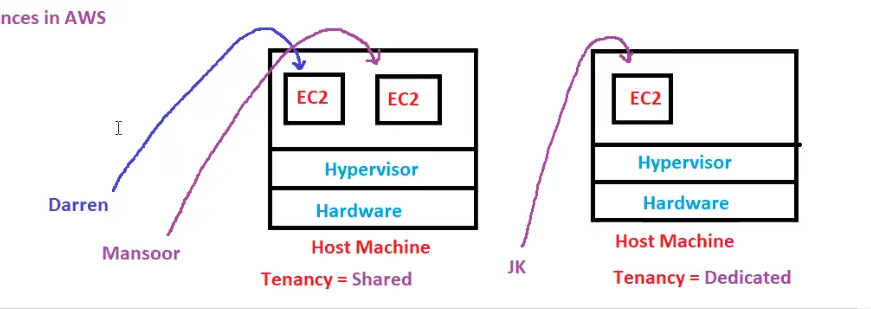 nces in AWS
EC2
EC2
Hypervisor
Hardware
Host Machine
Tenancy = Shared
Darren
Mansoor
EC2
Hypervisor
Hardware
Host Machine
Tenancy = Dedicated
JK